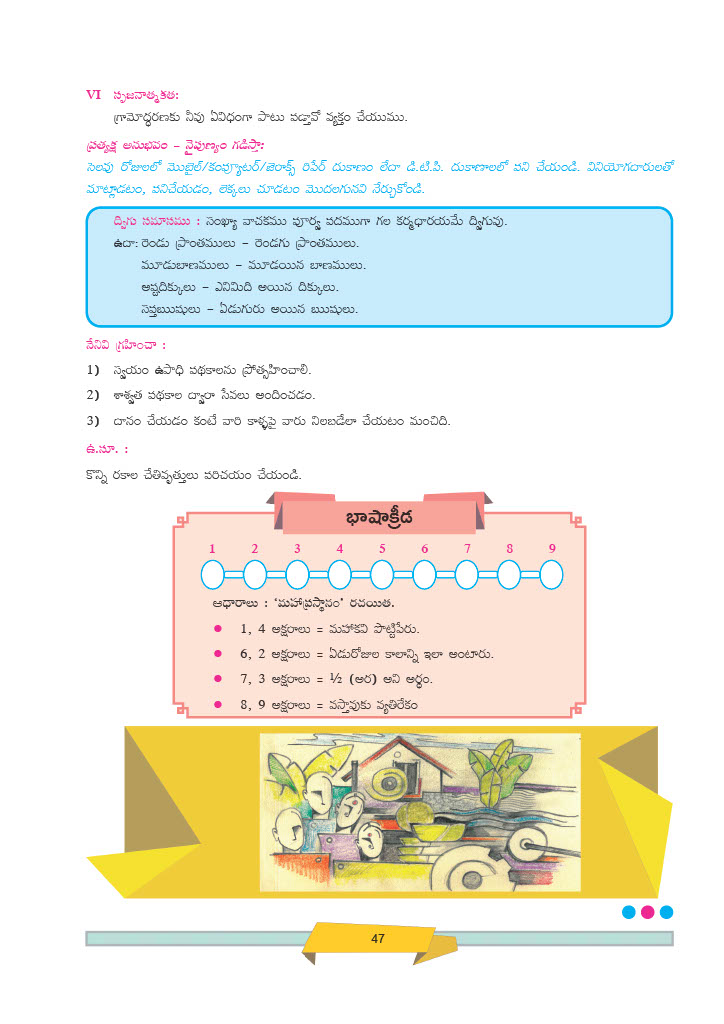 VI సృజనాత్మకత:
గ్రామోద్ధరణకు నీవు ఏవిధంగా పాటు పడ్తావో వ్యక్తం చేయుము.
ప్రత్యక్ష అనుభవం – నైపుణ్యం గడిస్తా:
సెలవు రోజులలో మొబైల్/కంప్యూటర్/జెరాక్స్ రిపేర్ దుకాణం లేదా డి.టి.పి. దుకాణాలలో పని చేయండి. వినియోగదారులతో
మాట్లాడటం, పనిచేయడం, లెక్కలు చూడటం మొదలగునవి నేర్చుకోండి.
ద్విగు సమాసము : సంఖ్యా వాచకము పూర్వ పదముగా గల కర్మధారయమే ద్విగువు.
ఉదా: రెండు ప్రాంతములు – రెండగు ప్రాంతములు.
మూడుబాణములు – మూడయిన బాణములు.
అష్టదిక్కులు – ఎనిమిది అయిన దిక్కులు.
సప్తఋషులు – ఏడుగురు అయిన ఋషులు.
నేనివి గ్రహించా :
1) స్వయం ఉపాధి పథకాలను ప్రోత్సహించాలి.
2) శాశ్వత పథకాల ద్వారా సేవలు అందించడం.
3) దానం చేయడం కంటే వారి కాళ్ళపై వారు నిలబడేలా చేయటం మంచిది.
ఉ.సూ. :
కొన్ని రకాల చేతివృత్తులు పరిచయం చేయండి.
భాషాక్రీడ
1 2 3 4 5 6 7 8 9
ఆధారాలు : ‘మహాప్రస్థానం’ రచయిత.
● 1, 4 అక్షరాలు = మహాకవి పొట్టిపేరు.
● 6, 2 అక్షరాలు = ఏడురోజుల కాలాన్ని ఇలా అంటారు.
● 7, 3 అక్షరాలు = ½ (అర) అని అర్థం.
● 8, 9 అక్షరాలు = వస్తావుకు వ్యతిరేకం
47